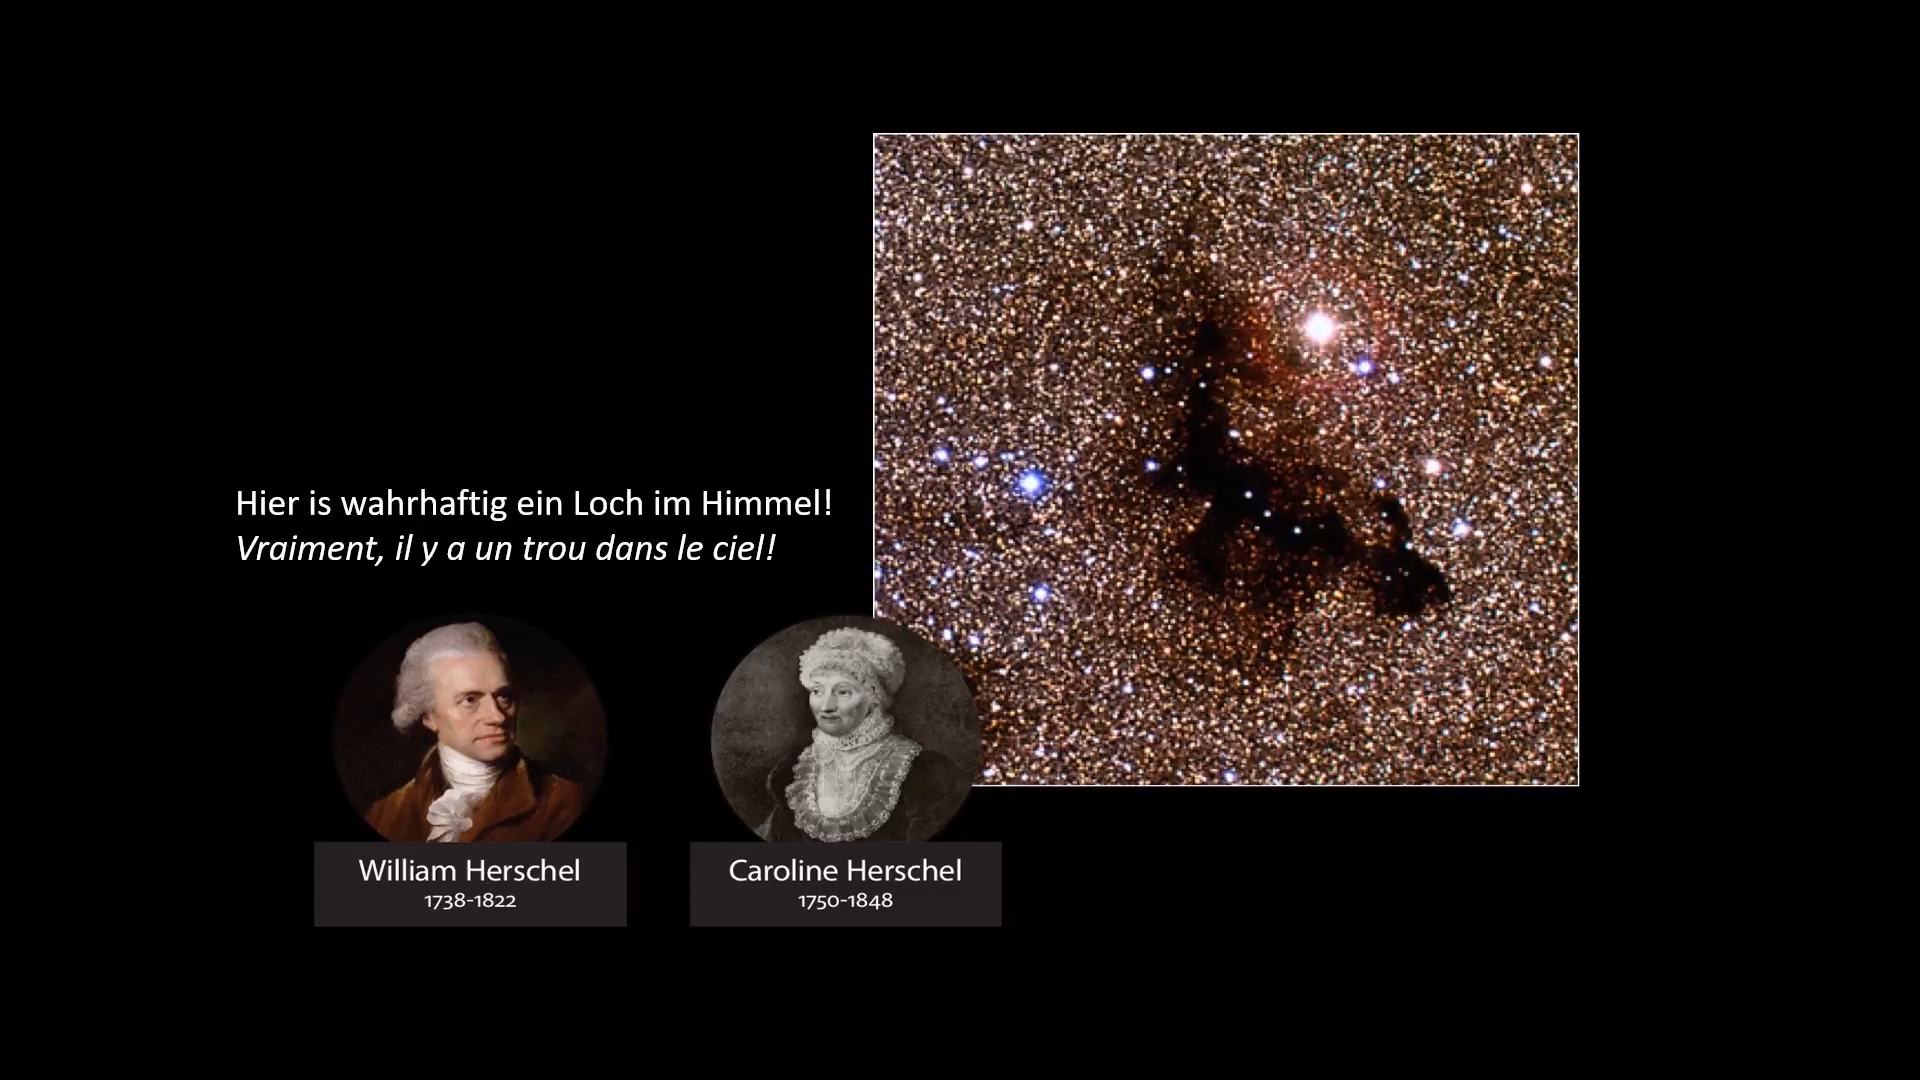 Hier is wahrhaftig ein Loch im Himmel!
Vraiment, il y a un trou dans le ciel!
William Herschel
1738-1822
Caroline Herschel
1750-1848